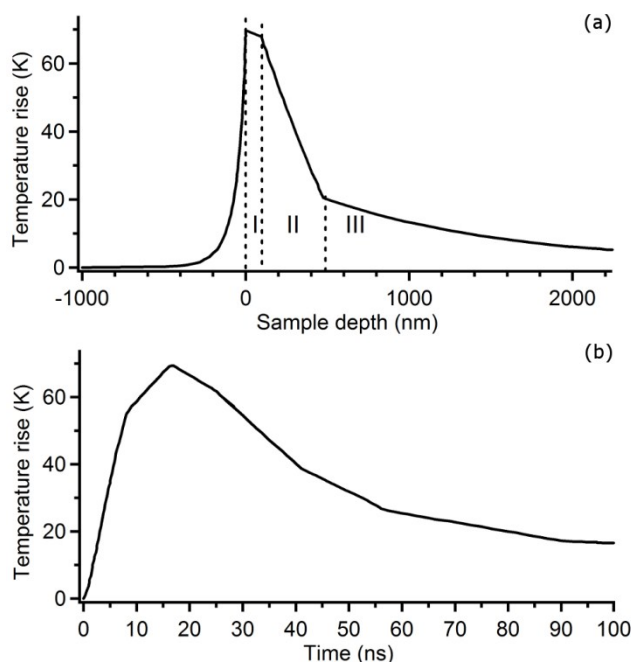 (a)
Temperature rise (K)
60
40
20
0
I II III
-1000 0 1000 2000
Sample depth (nm)
(b)
Temperature rise (K)
60
40
20
0
0 10 20 30 40 50 60 70 80 90 100
Time (ns)